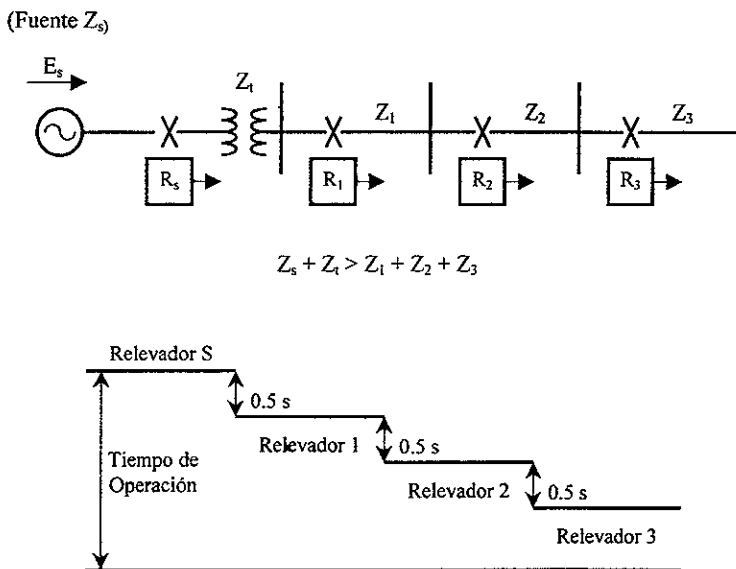 (Fuente Zs)
Es
Zt
Z1
Z2
Z3
Rs
R1
R2
R3
Zs + Zt > Z1 + Z2 + Z3
Relevador S
0.5 s
Relevador 1
0.5 s
Tiempo de
Operación
Relevador 2
0.5 s
Relevador 3